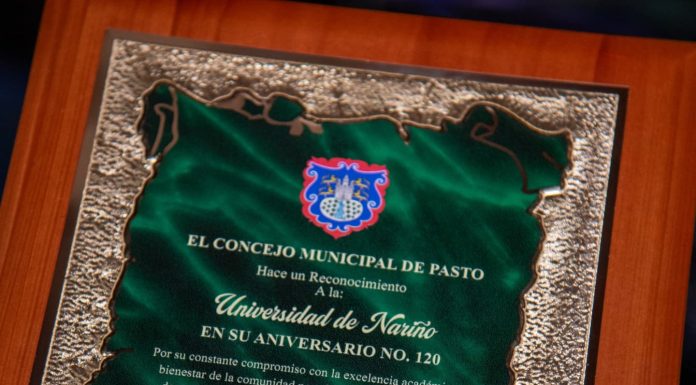 EL CONCEJO MUNICIPAL DE PASTO
Hace un Reconocimiento
A la:
Universidad de Nariño
EN SU ANIVERSARIO NO. 120
Por su constante compromiso con la excelencia académi
bienestar de la comunidad